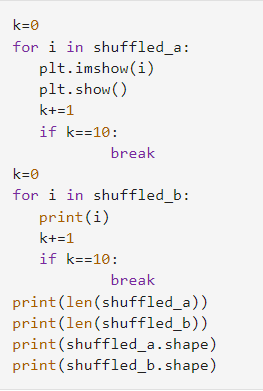 k=0
for i in shuffled_a:
   plt.imshow(i)
   plt.show()
   k+=1
   if k==10:
           break
k=0
for i in shuffled_b:
   print(i)
   k+=1
   if k==10:
           break
print(len(shuffled_a))
print(len(shuffled_b))
print(shuffled_a.shape)
print(shuffled_b.shape)